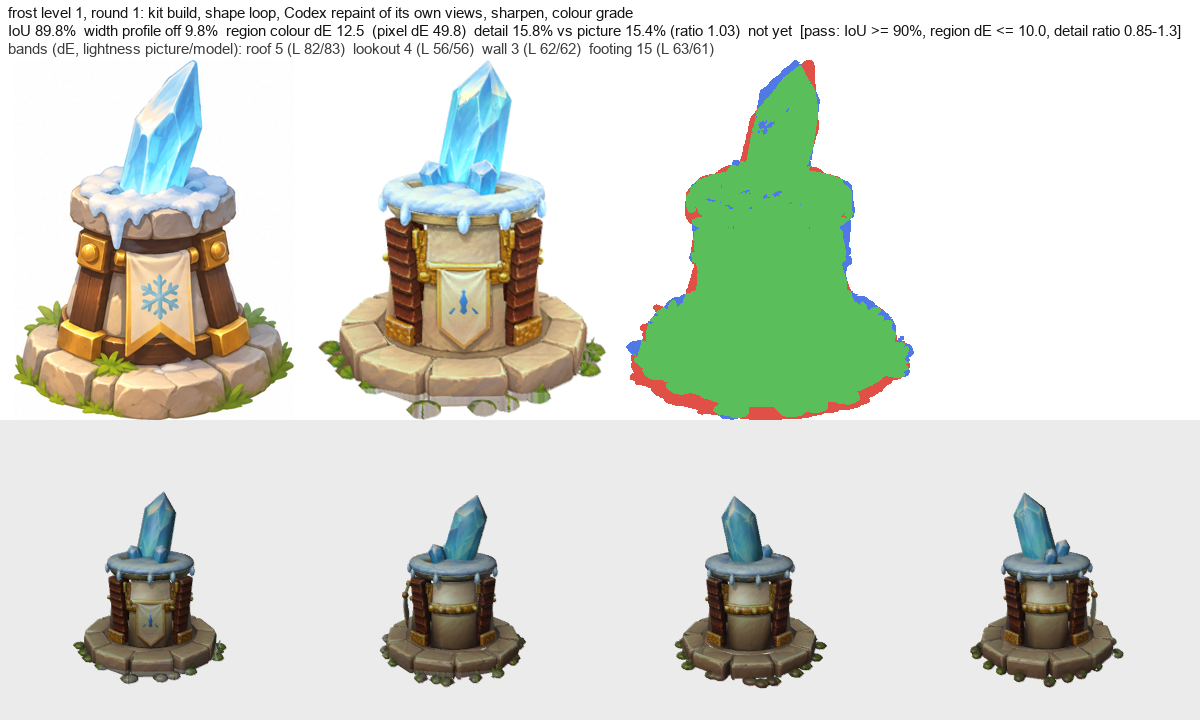 frost level 1, round 1: kit build, shape loop, Codex repaint of its own views, sharpen, colour grade
IoU 89.8%  width profile off 9.8%  region colour dE 12.5  (pixel dE 49.8)  detail 15.8% vs picture 15.4% (ratio 1.03)  not yet  [pass: IoU >= 90%, region dE <= 10.0, detail ratio 0.85-1.3]
bands (dE, lightness picture/model): roof 5 (L 82/83)  lookout 4 (L 56/56)  wall 3 (L 62/62)  footing 15 (L 63/61)